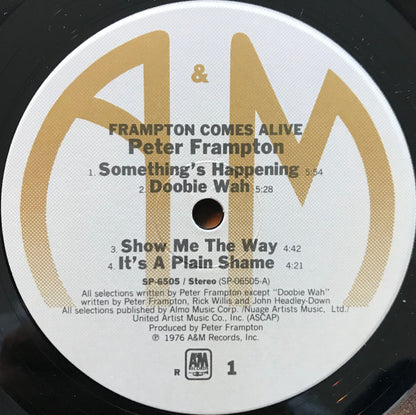 A&M
FRAMPTON COMES ALIVE
Peter Frampton
1. Something's Happening 5:54
2. Doobie Wah 5:28
3. Show Me The Way 4:42
4. It's A Plain Shame 4:21
SP-6505 / Stereo (SP-06505-A)
All selections written by Peter Frampton except "Doobie Wah"
written by Peter Frampton, Rick Willis and John Headley-Down
All selections published by Almo Music Corp. /Nuage Artists Music, Ltd./
United Artist Music Co., Inc. (ASCAP)
Produced by Peter Frampton
℗ © 1976 A&M Records, Inc.
R A&M RECORDS 1